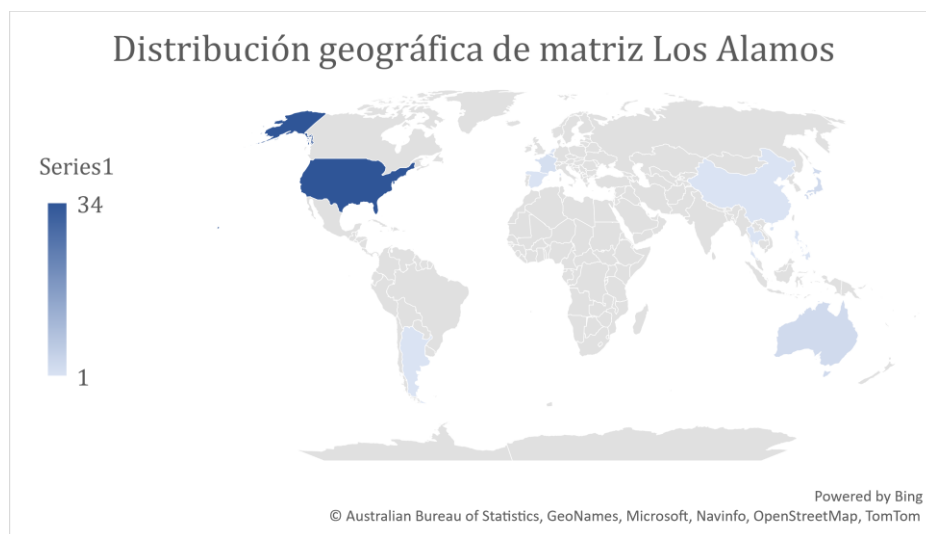 Distribución geográfica de matriz Los Alamos
Series1
34
1
Powered by Bing
© Australian Bureau of Statistics, GeoNames, Microsoft, Navinfo, OpenStreetMap, TomTom